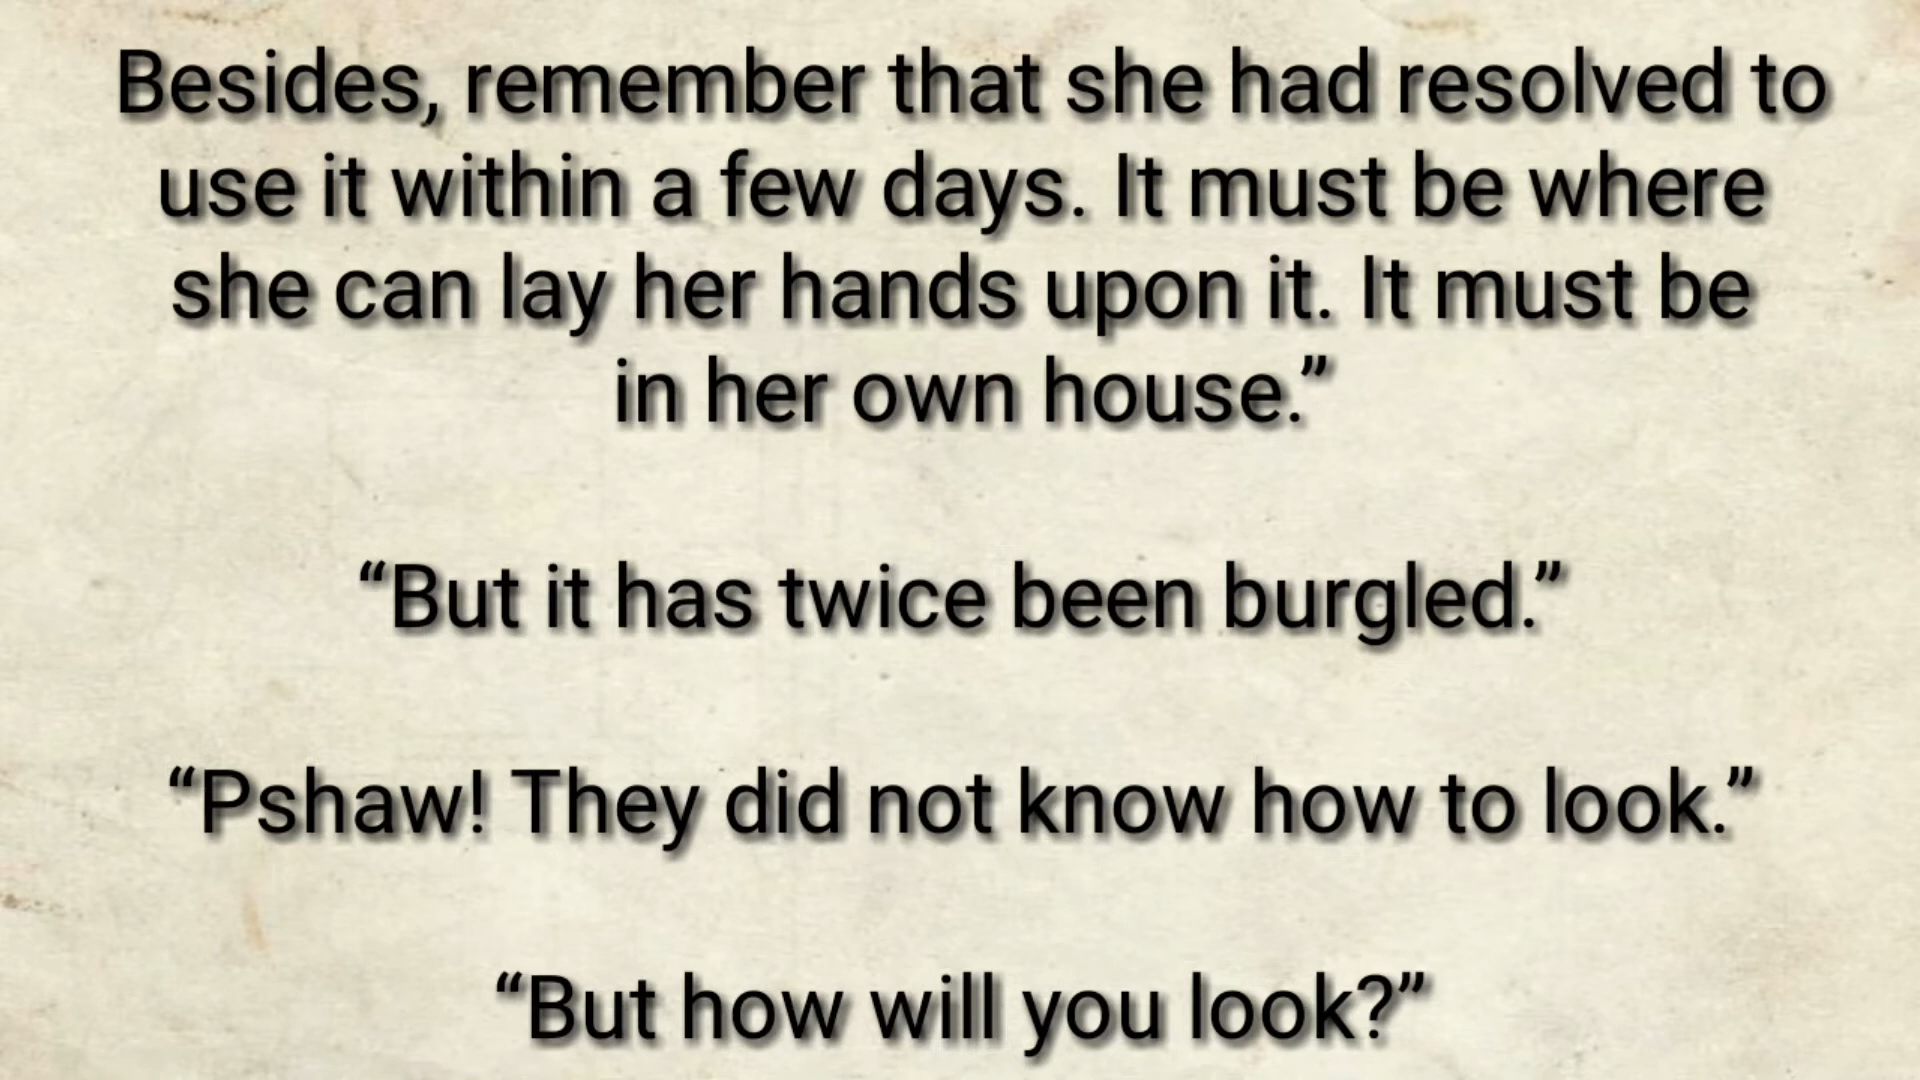 Besides, remember that she had resolved to
use it within a few days. It must be where
she can lay her hands upon it. It must be
in her own house.”
“But it has twice been burgled.”
“Pshaw! They did not know how to look.”
“But how will you look?”